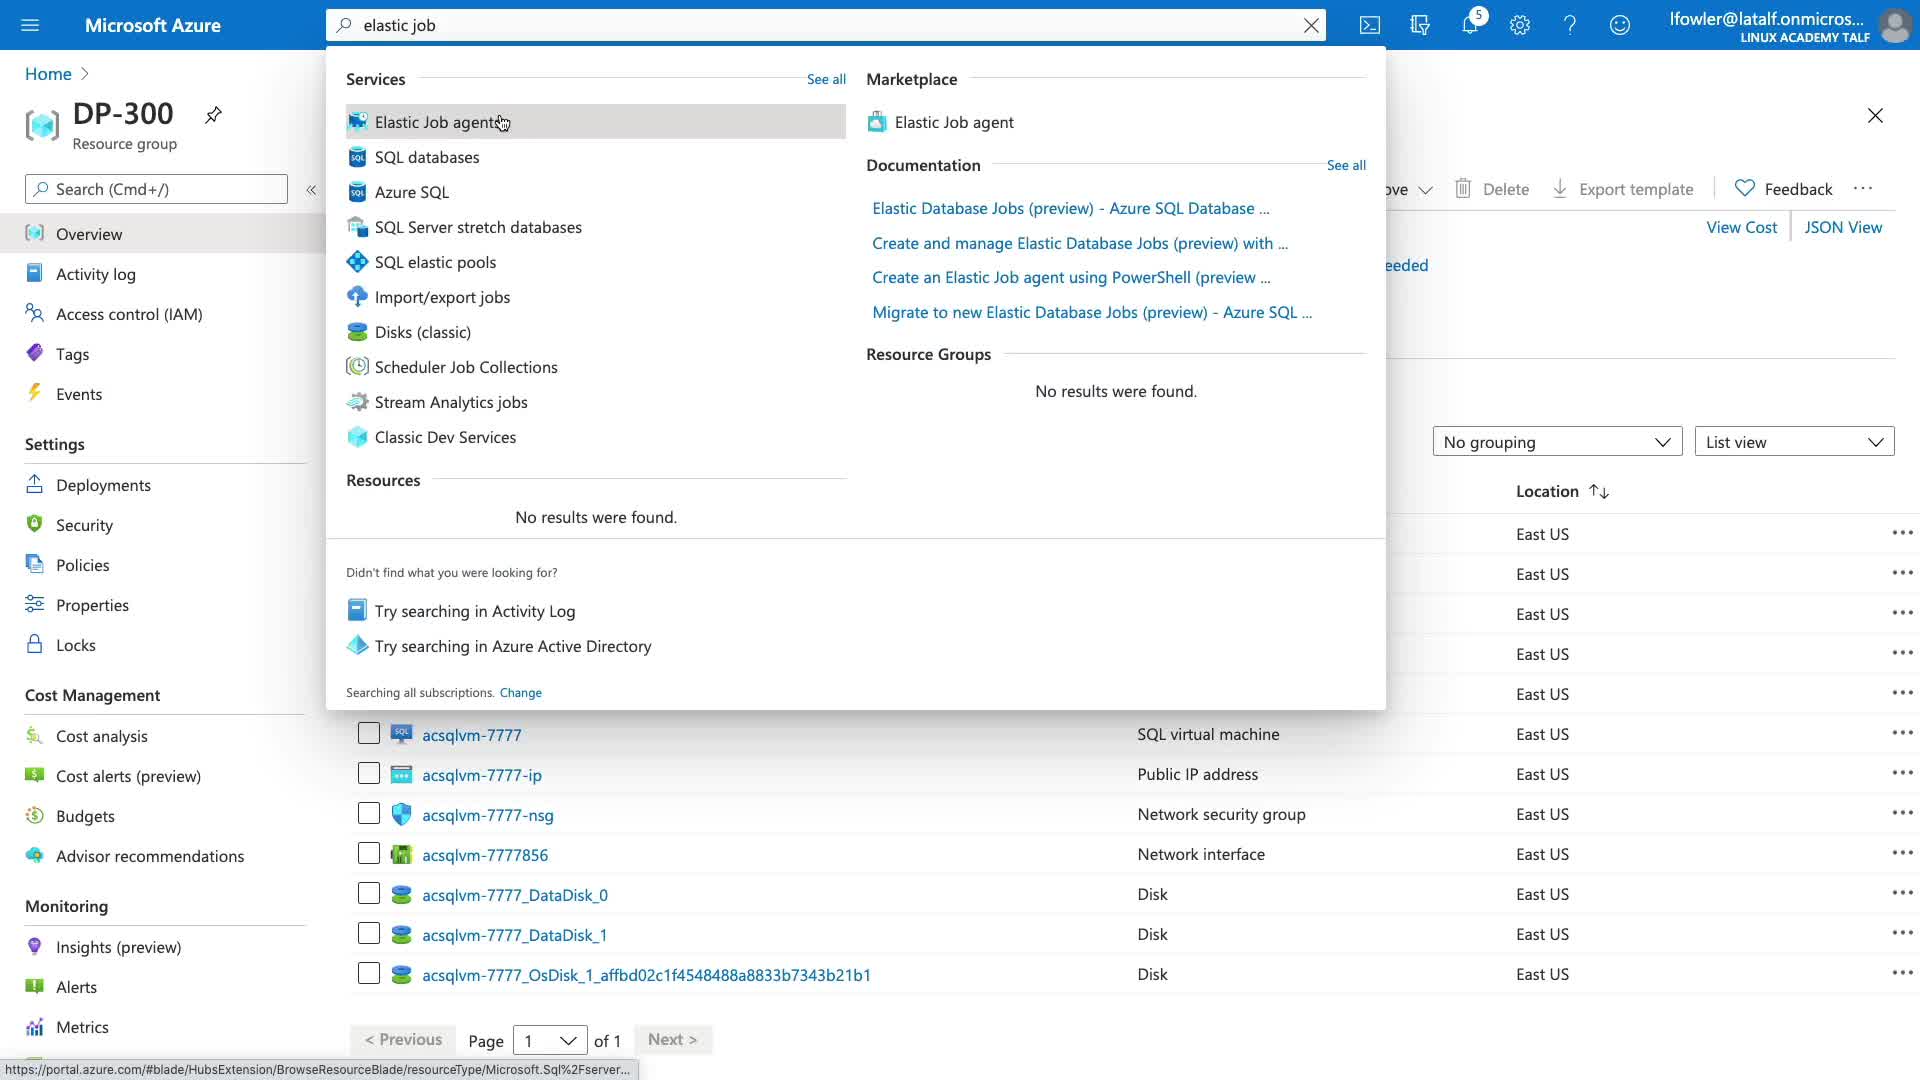 Microsoft Azure
elastic job
5
lfowler@latalf.onmicros...
LINUX ACADEMY TALF
Home
DP-300
Resource group
Search (Cmd+/)
«
Overview
Activity log
Access control (IAM)
Tags
Events
Settings
Deployments
Security
Policies
Properties
Locks
Cost Management
Cost analysis
Cost alerts (preview)
Budgets
Advisor recommendations
Monitoring
Insights (preview)
Alerts
Metrics
Services
See all
Elastic Job agents
SQL databases
Azure SQL
SQL Server stretch databases
SQL elastic pools
Import/export jobs
Disks (classic)
Scheduler Job Collections
Stream Analytics jobs
Classic Dev Services
Resources
No results were found.
Marketplace
Elastic Job agent
Documentation
See all
Elastic Database Jobs (preview) - Azure SQL Database ...
Create and manage Elastic Database Jobs (preview) with ...
Create an Elastic Job agent using PowerShell (preview ...
Migrate to new Elastic Database Jobs (preview) - Azure SQL ...
Resource Groups
No results were found.
Didn't find what you were looking for?
Try searching in Activity Log
Try searching in Azure Active Directory
Searching all subscriptions. Change
ove
Delete
Export template
Feedback
View Cost
JSON View
eeded
No grouping
List view
Location
East US
East US
East US
East US
East US
acsqlvm-7777 SQL virtual machine East US
acsqlvm-7777-ip Public IP address East US
acsqlvm-7777-nsg Network security group East US
acsqlvm-7777856 Network interface East US
acsqlvm-7777_DataDisk_0 Disk East US
acsqlvm-7777_DataDisk_1 Disk East US
acsqlvm-7777_OsDisk_1_affbd02c1f4548488a8833b7343b21b1 Disk East US
< Previous Page 1 of 1 Next >
https://portal.azure.com/#blade/HubsExtension/BrowseResourceBlade/resourceType/Microsoft.Sql%2Fserver...